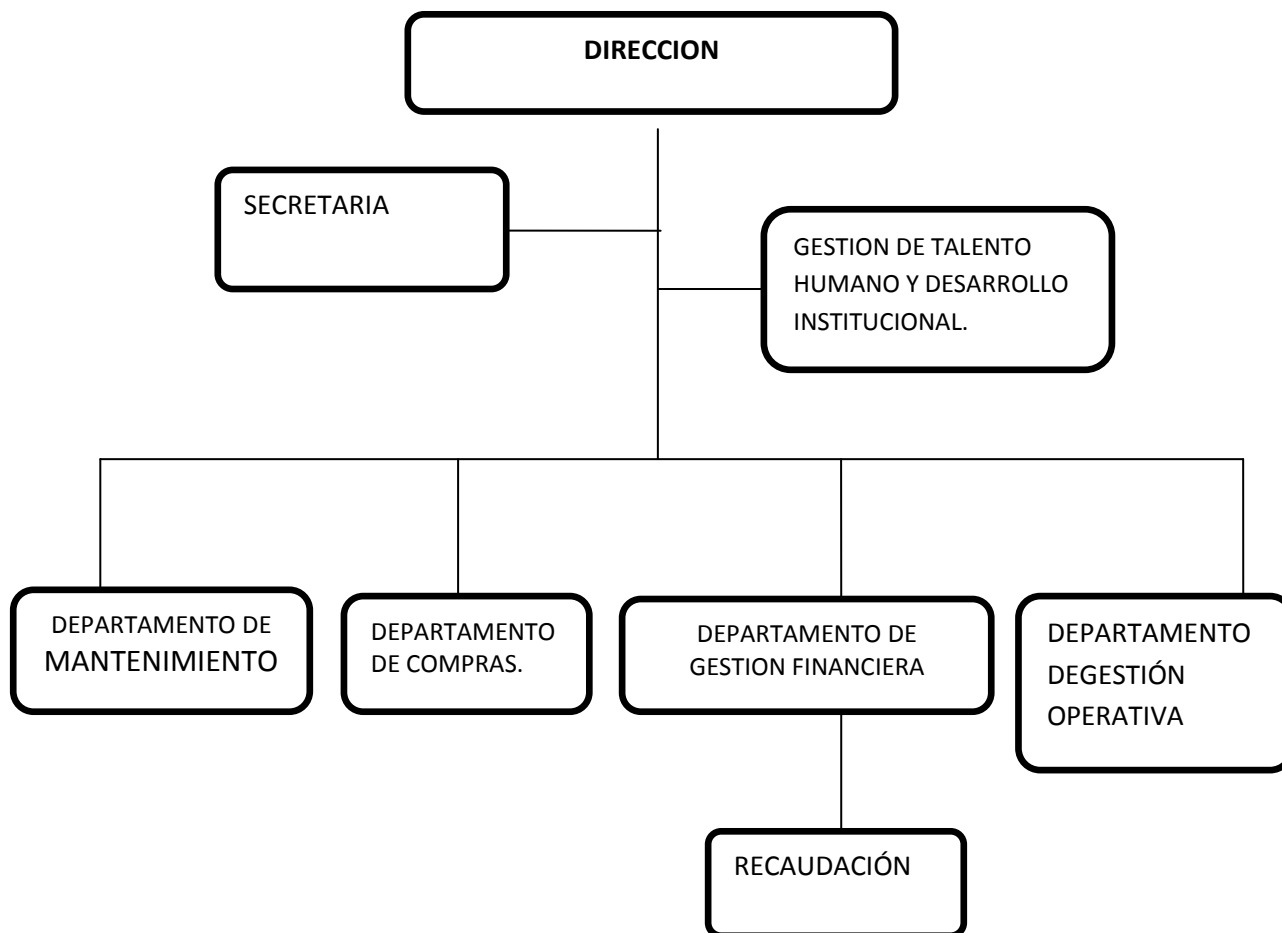 DIRECCION
SECRETARIA
GESTION DE TALENTO
HUMANO Y DESARROLLO
INSTITUCIONAL.
DEPARTAMENTO DE
MANTENIMIENTO
DEPARTAMENTO
DE COMPRAS.
DEPARTAMENTO DE
GESTION FINANCIERA
DEPARTAMENTO
DEGESTIÓN
OPERATIVA
RECAUDACIÓN